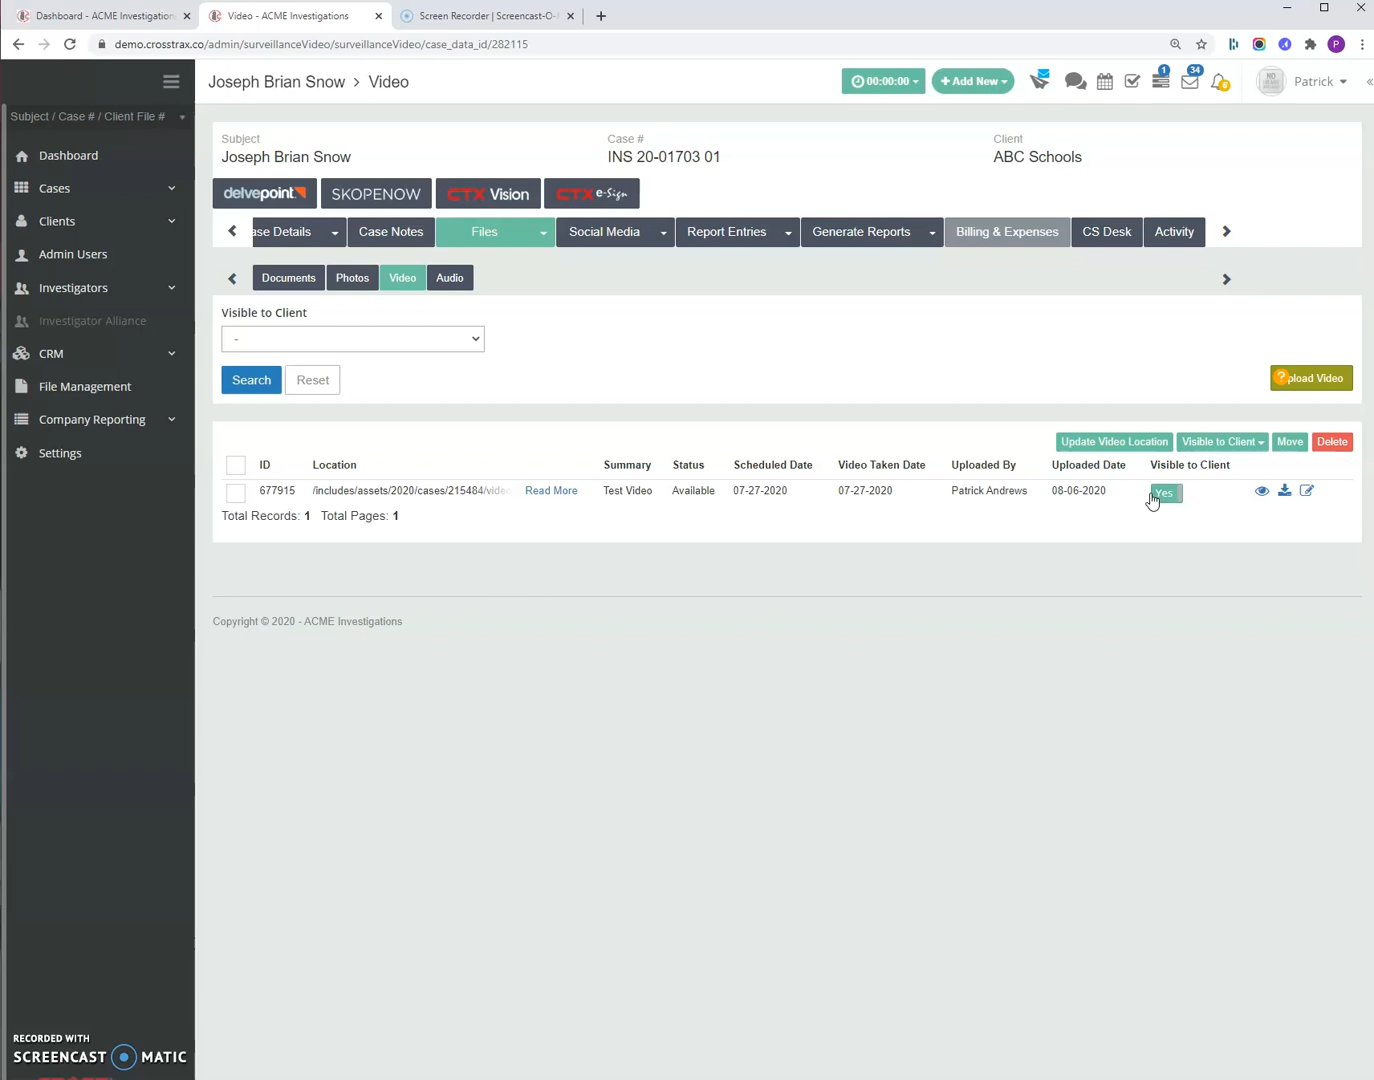 Dashboard - ACME Investigation
Video - ACME Investigations
Screen Recorder | Screencast-O-
demo.crosstrax.co/admin/surveillanceVideo/surveillanceVideo/case_data_id/282115
P
Joseph Brian Snow > Video
00:00:00
+ Add New
1
34
6
NO
Patrick
Subject / Case # / Client File #
Dashboard
Cases
Clients
Admin Users
Investigators
Investigator Alliance
CRM
File Management
Company Reporting
Settings
Subject
Case #
Client
Joseph Brian Snow
INS 20-01703 01
ABC Schools
delvepoint
SKOPENOW
CTX Vision
CTX e-Sign
ase Details
Case Notes
Files
Social Media
Report Entries
Generate Reports
Billing & Expenses
CS Desk
Activity
Documents
Photos
Video
Audio
Visible to Client
-
Search
Reset
? pload Video
Update Video Location
Visible to Client
Move
Delete
ID
Location
Summary
Status
Scheduled Date
Video Taken Date
Uploaded By
Uploaded Date
Visible to Client
677915
/includes/assets/2020/cases/215484/video
Read More
Test Video
Available
07-27-2020
07-27-2020
Patrick Andrews
08-06-2020
Yes
Total Records: 1 Total Pages: 1
Copyright © 2020 - ACME Investigations
RECORDED WITH
SCREENCAST MATIC